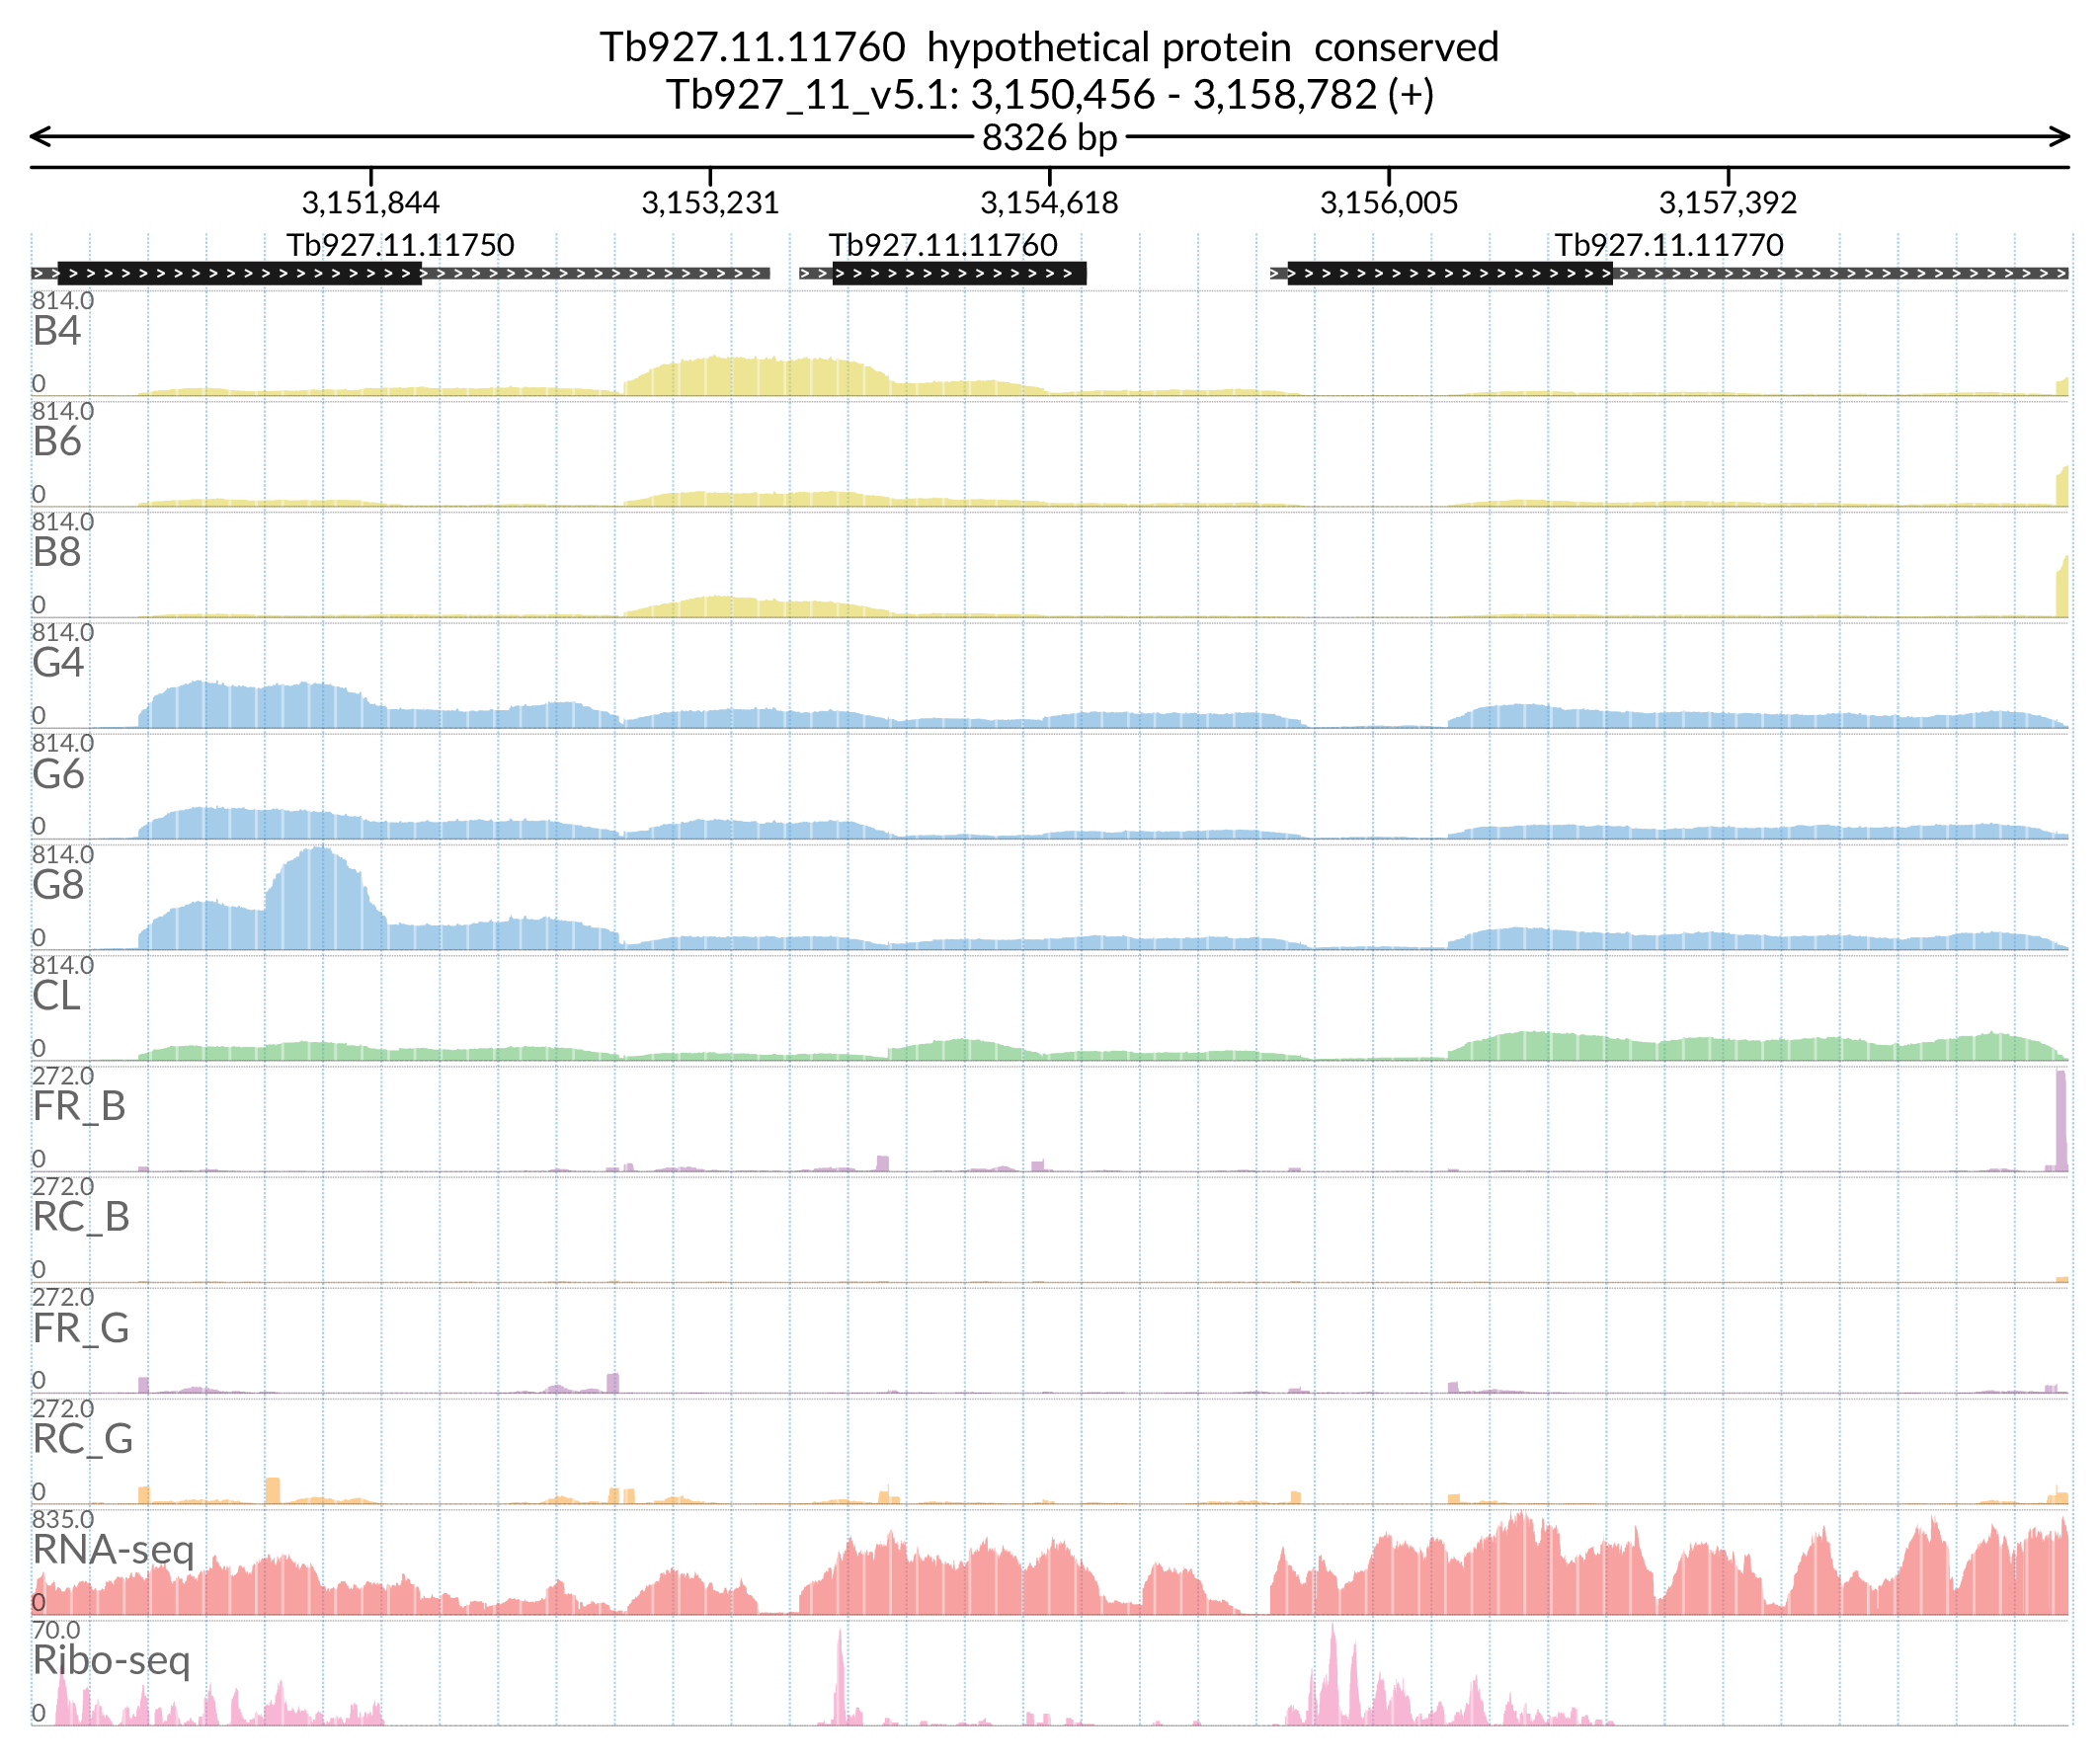 Tb927.11.11760 hypothetical protein conserved
Tb927_11_v5.1: 3,150,456 - 3,158,782 (+)
8326 bp
3,151,844 3,153,231 3,154,618 3,156,005 3,157,392
Tb927.11.11750 Tb927.11.11760 Tb927.11.11770
814.0
B4
0
814.0
B6
0
814.0
B8
0
814.0
G4
0
814.0
G6
0
814.0
G8
0
814.0
CL
0
272.0
FR_B
0
272.0
RC_B
0
272.0
FR_G
0
272.0
RC_G
0
835.0
RNA-seq
0
70.0
Ribo-seq
0